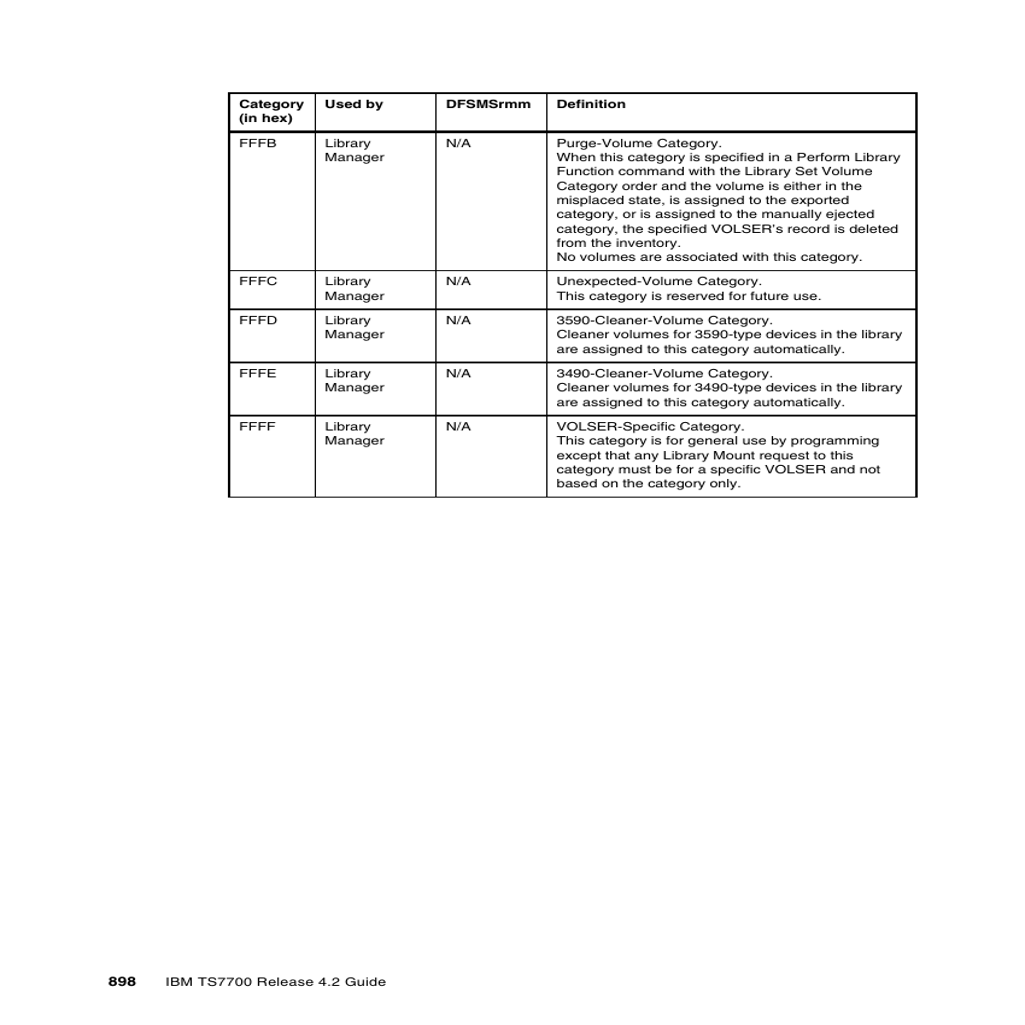 Category (in hex) Used by DFSMSrmm Definition
FFFB Library Manager N/A Purge-Volume Category.
When this category is specified in a Perform Library
Function command with the Library Set Volume
Category order and the volume is either in the
misplaced state, is assigned to the exported
category, or is assigned to the manually ejected
category, the specified VOLSER's record is deleted
from the inventory.
No volumes are associated with this category.
FFFC Library Manager N/A Unexpected-Volume Category.
This category is reserved for future use.
FFFD Library Manager N/A 3590-Cleaner-Volume Category.
Cleaner volumes for 3590-type devices in the library
are assigned to this category automatically.
FFFE Library Manager N/A 3490-Cleaner-Volume Category.
Cleaner volumes for 3490-type devices in the library
are assigned to this category automatically.
FFFF Library Manager N/A VOLSER-Specific Category.
This category is for general use by programming
except that any Library Mount request to this
category must be for a specific VOLSER and not
based on the category only.
898 IBM TS7700 Release 4.2 Guide